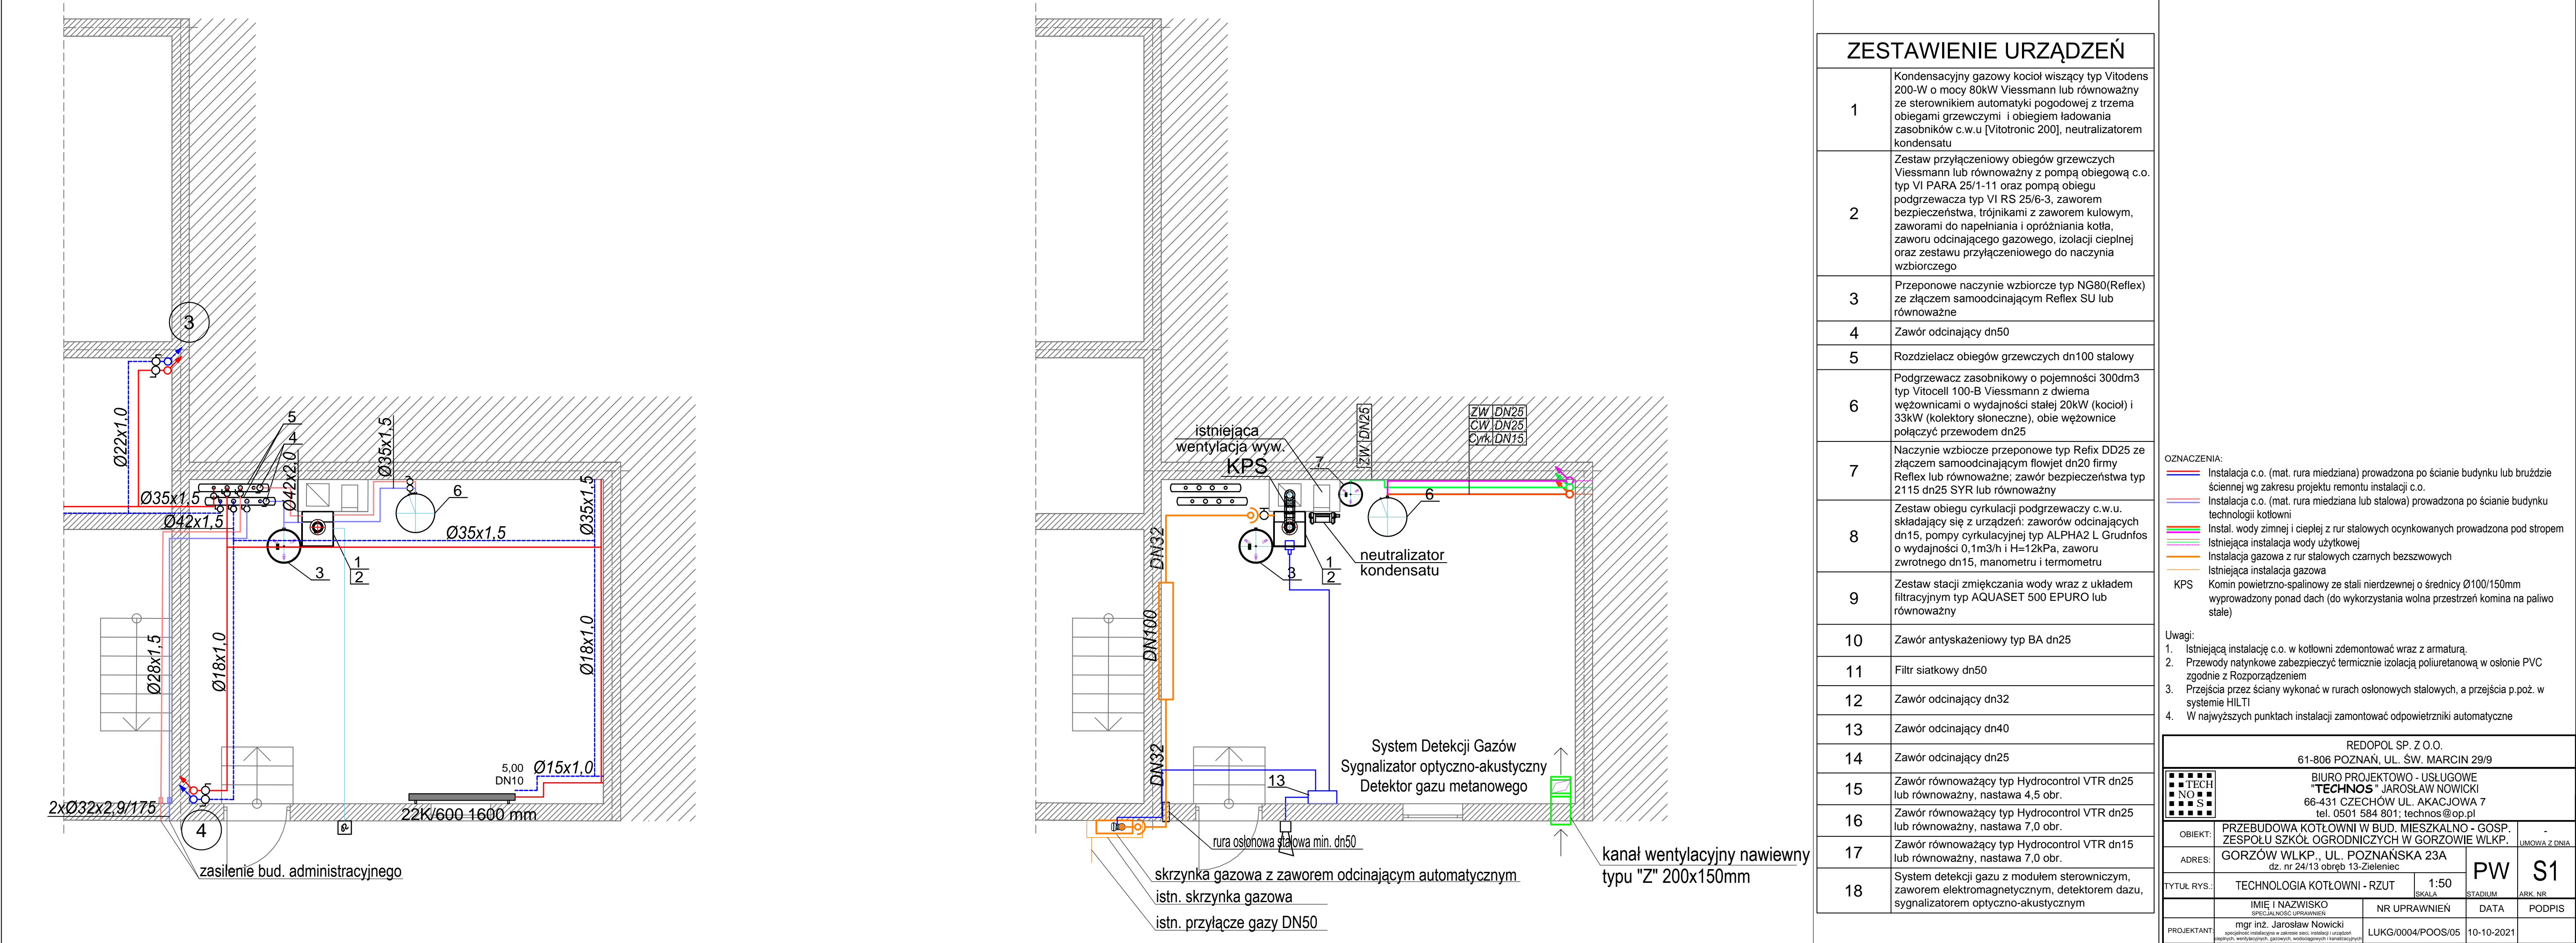 3
Ø22x1,0
5
4
Ø42x2,0
Ø35x1,5
6
Ø35x1,5
Ø42x1,5
Ø35x1,5
Ø35x1,5
3
1
2
Ø28x1,5
Ø18x1,0
Ø18x1,0
5,00
DN10
Ø15x1,0
22K/600 1600 mm
2xØ32x2,9/175
4
zasilenie bud. administracyjnego
istniejąca
wentylacja wyw.
KPS
7
ZW DN25
ZW DN25
CW DN25
Cyrk. DN15
6
neutralizator
kondensatu
3
1
2
DN32
DN100
DN32
System Detekcji Gazów
Sygnalizator optyczno-akustyczny
Detektor gazu metanowego
13
rura osłonowa stalowa min. dn50
skrzynka gazowa z zaworem odcinającym automatycznym
istn. skrzynka gazowa
istn. przyłącze gazy DN50
kanał wentylacyjny nawiewny
typu "Z" 200x150mm
ZESTAWIENIE URZĄDZEŃ
1
Kondensacyjny gazowy kocioł wiszący typ Vitodens
200-W o mocy 80kW Viessmann lub równoważny
ze sterownikiem automatyki pogodowej z trzema
obiegami grzewczymi i obiegiem ładowania
zasobników c.w.u [Vitotronic 200], neutralizatorem
kondensatu
2
Zestaw przyłączeniowy obiegów grzewczych
Viessmann lub równoważny z pompą obiegową c.o.
typ VI PARA 25/1-11 oraz pompą obiegu
podgrzewacza typ VI RS 25/6-3, zaworem
bezpieczeństwa, trójnikami z zaworem kulowym,
zaworami do napełniania i opróżniania kotła,
zaworu odcinającego gazowego, izolacji cieplnej
oraz zestawu przyłączeniowego do naczynia
wzbiorczego
3
Przeponowe naczynie wzbiorcze typ NG80(Reflex)
ze złączem samoodcinającym Reflex SU lub
równoważne
4
Zawór odcinający dn50
5
Rozdzielacz obiegów grzewczych dn100 stalowy
6
Podgrzewacz zasobnikowy o pojemności 300dm3
typ Vitocell 100-B Viessmann z dwiema
wężownicami o wydajności stałej 20kW (kocioł) i
33kW (kolektory słoneczne), obie wężownice
połączyć przewodem dn25
7
Naczynie wzbiocze przeponowe typ Refix DD25 ze
złączem samoodcinającym flowjet dn20 firmy
Reflex lub równoważne; zawór bezpieczeństwa typ
2115 dn25 SYR lub równoważny
8
Zestaw obiegu cyrkulacji podgrzewaczy c.w.u.
składający się z urządzeń: zaworów odcinających
dn15, pompy cyrkulacyjnej typ ALPHA2 L Grudnfos
o wydajności 0,1m3/h i H=12kPa, zaworu
zwrotnego dn15, manometru i termometru
9
Zestaw stacji zmiękczania wody wraz z układem
filtracyjnym typ AQUASET 500 EPURO lub
równoważny
10
Zawór antyskażeniowy typ BA dn25
11
Filtr siatkowy dn50
12
Zawór odcinający dn32
13
Zawór odcinający dn40
14
Zawór odcinający dn25
15
Zawór równoważący typ Hydrocontrol VTR dn25
lub równoważny, nastawa 4,5 obr.
16
Zawór równoważący typ Hydrocontrol VTR dn25
lub równoważny, nastawa 7,0 obr.
17
Zawór równoważący typ Hydrocontrol VTR dn15
lub równoważny, nastawa 7,0 obr.
18
System detekcji gazu z modułem sterowniczym,
zaworem elektromagnetycznym, detektorem dazu,
sygnalizatorem optyczno-akustycznym
OZNACZENIA:
Instalacja c.o. (mat. rura miedziana) prowadzona po ścianie budynku lub bruździe
ściennej wg zakresu projektu remontu instalacji c.o.
Instalacja c.o. (mat. rura miedziana lub stalowa) prowadzona po ścianie budynku
technologii kotłowni
Instal. wody zimnej i ciepłej z rur stalowych ocynkowanych prowadzona pod stropem
Istniejąca instalacja wody użytkowej
Instalacja gazowa z rur stalowych czarnych bezszwowych
Istniejąca instalacja gazowa
KPS Komin powietrzno-spalinowy ze stali nierdzewnej o średnicy Ø100/150mm
wyprowadzony ponad dach (do wykorzystania wolna przestrzeń komina na paliwo
stałe)
Uwagi:
1. Istniejącą instalację c.o. w kotłowni zdemontować wraz z armaturą.
2. Przewody natynkowe zabezpieczyć termicznie izolacją poliuretanową w osłonie PVC
zgodnie z Rozporządzeniem
3. Przejścia przez ściany wykonać w rurach osłonowych stalowych, a przejścia p.poż. w
systemie HILTI
4. W najwyższych punktach instalacji zamontować odpowietrzniki automatyczne
REDOPOL SP. Z O.O.
61-806 POZNAŃ, UL. ŚW. MARCIN 29/9
TECH
NO
S
BIURO PROJEKTOWO - USŁUGOWE
"TECHNOS" JAROSŁAW NOWICKI
66-431 CZECHÓW UL. AKACJOWA 7
tel. 0501 584 801; technos@op.pl
OBIEKT:
PRZEBUDOWA KOTŁOWNI W BUD. MIESZKALNO - GOSP.
ZESPOŁU SZKÓŁ OGRODNICZYCH W GORZOWIE WLKP.
-
UMOWA Z DNIA
ADRES:
GORZÓW WLKP., UL. POZNAŃSKA 23A
dz. nr 24/13 obręb 13-Zieleniec
PW
STADIUM
S1
ARK. NR
TYTUŁ RYS.:
TECHNOLOGIA KOTŁOWNI - RZUT
1:50
SKALA
IMIĘ I NAZWISKO
SPECJALNOŚĆ UPRAWNIEŃ
NR UPRAWNIEŃ
DATA
PODPIS
PROJEKTANT:
mgr inż. Jarosław Nowicki
specjalność instalacyjna w zakresie sieci, instalacji i urządzeń
cieplnych, wentylacyjnych, gazowych, wodociągowych i kanalizacyjnych
LUKG/0004/POOS/05
10-10-2021